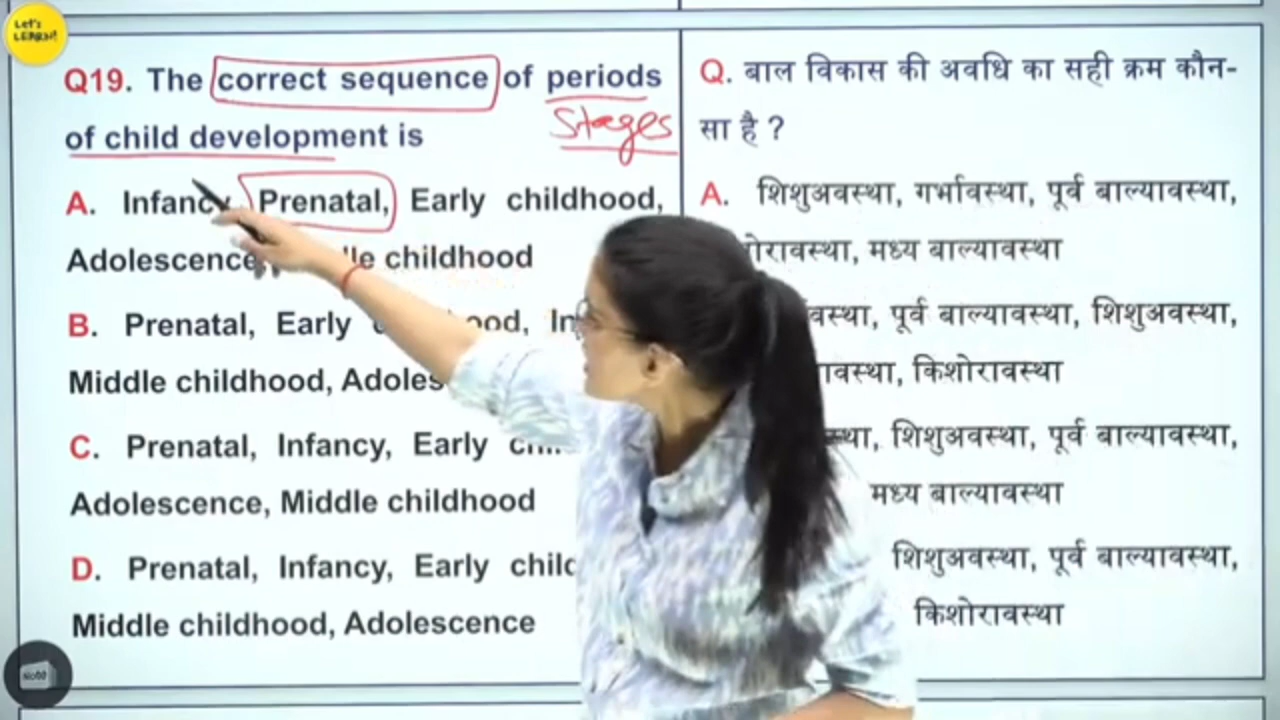 Let's
LEARN!
Q19. The correct sequence of periods
stages
of child development is
A. Infancy, Prenatal, Early childhood,
Adolescence, childhood
B. Prenatal, Early
Middle childhood,
C. Prenatal, Infancy, Early
Adolescence, Middle childhood
D. Prenatal, Infancy, Early
Middle childhood, Adolescence
Q. बाल विकास की अवधि का सही क्रम कौन-
सा है ?
A. शिशुअवस्था, गर्भावस्था, पूर्व बाल्यावस्था,
मध्य बाल्यावस्था
पूर्व बाल्यावस्था, शिशुअवस्था,
किशोरावस्था
शिशुअवस्था, पूर्व बाल्यावस्था,
मध्य बाल्यावस्था
शिशुअवस्था, पूर्व बाल्यावस्था,
किशोरावस्था